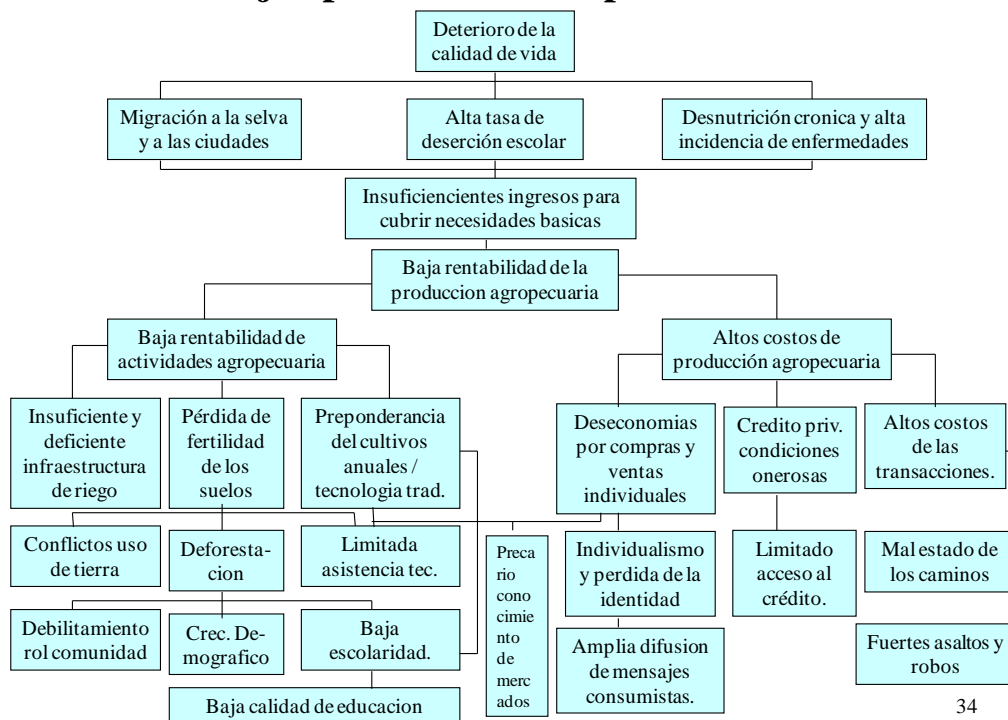 Deterioro de la
calidad de vida
Migración a la selva
y a las ciudades
Alta tasa de
deserción escolar
Desnutrición cronica y alta
incidencia de enfermedades
Insuficiencientes ingresos para
cubrir necesidades basicas
Baja rentabilidad de la
produccion agropecuaria
Baja rentabilidad de
actividades agropecuaria
Altos costos de
producción agropecuaria
Insuficiente y
deficiente
infraestructura
de riego
Pérdida de
fertilidad
de los
suelos
Preponderancia
del cultivos
anuales /
tecnologia trad.
Deseconomias
por compras y
ventas
individuales
Credito priv.
condiciones
onerosas
Altos costos
de las
transacciones.
Conflictos uso
de tierra
Deforesta-
cion
Limitada
asistencia tec.
Preca
rio
cono
cimie
nto
de
merc
ados
Individualismo
y perdida de la
identidad
Limitado
acceso al
crédito.
Mal estado de
los caminos
Debilitamiento
rol comunidad
Crec. De-
mografico
Baja
escolaridad.
Amplia difusion
de mensajes
consumistas.
Fuertes asaltos y
robos
Baja calidad de educacion
34